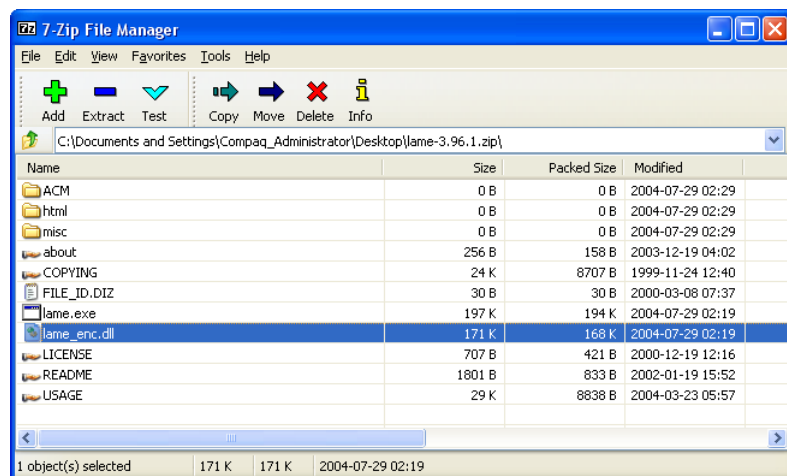 7-Zip File Manager
File Edit View Favorites Tools Help
Add Extract Test Copy Move Delete Info
C:\Documents and Settings\Compaq_Administrator\Desktop\lame-3.96.1.zip\
Name Size Packed Size Modified
ACM 0 B 0 B 2004-07-29 02:29
html 0 B 0 B 2004-07-29 02:29
misc 0 B 0 B 2004-07-29 02:29
about 256 B 158 B 2003-12-19 04:02
COPYING 24 K 8707 B 1999-11-24 12:40
FILE_ID.DIZ 30 B 30 B 2000-03-08 07:37
lame.exe 197 K 194 K 2004-07-29 02:19
lame_enc.dll 171 K 168 K 2004-07-29 02:19
LICENSE 707 B 421 B 2000-12-19 12:16
README 1801 B 833 B 2002-01-19 15:52
USAGE 29 K 8838 B 2004-03-23 05:57
1 object(s) selected 171 K 171 K 2004-07-29 02:19